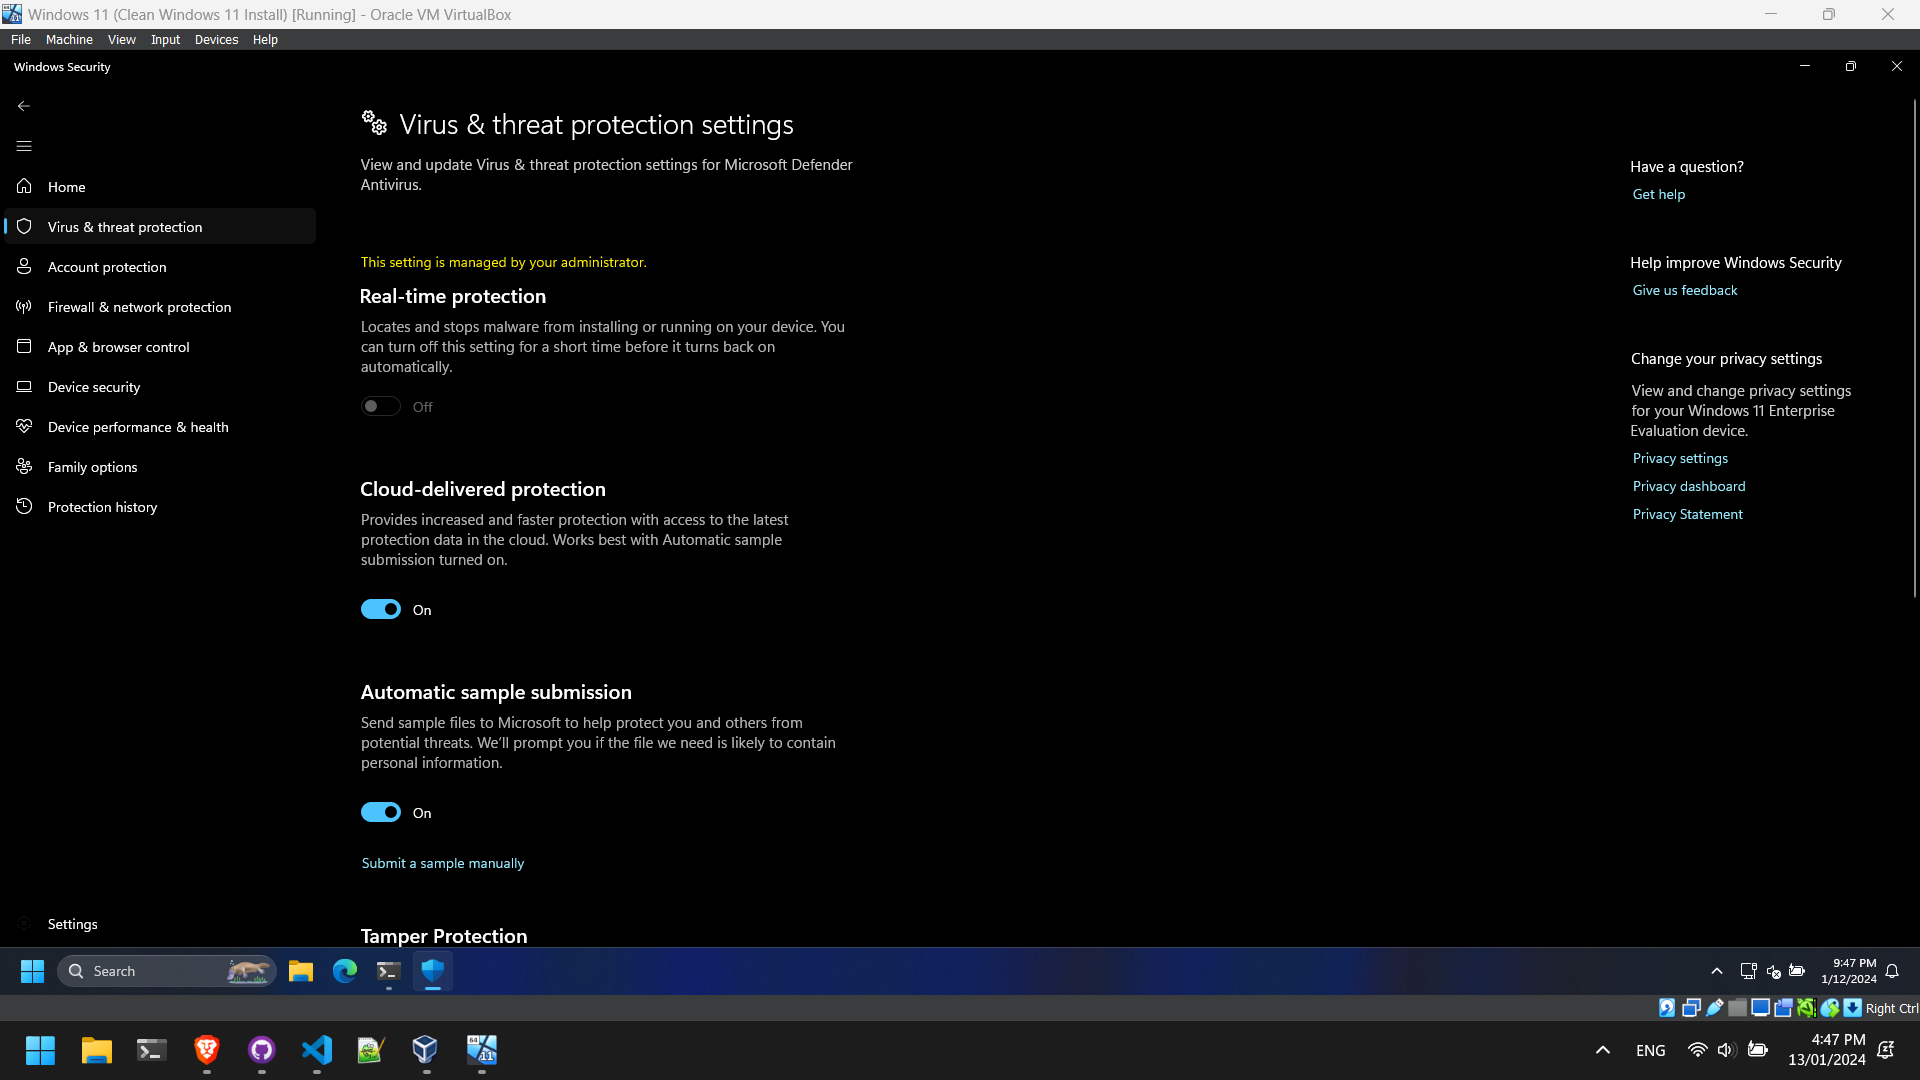 Windows 11 (Clean Windows 11 Install) [Running] - Oracle VM VirtualBox
File Machine View Input Devices Help
Windows Security
Home
Virus & threat protection
Account protection
Firewall & network protection
App & browser control
Device security
Device performance & health
Family options
Protection history
Settings
Virus & threat protection settings
View and update Virus & threat protection settings for Microsoft Defender
Antivirus.
This setting is managed by your administrator.
Real-time protection
Locates and stops malware from installing or running on your device. You
can turn off this setting for a short time before it turns back on
automatically.
Off
Cloud-delivered protection
Provides increased and faster protection with access to the latest
protection data in the cloud. Works best with Automatic sample
submission turned on.
On
Automatic sample submission
Send sample files to Microsoft to help protect you and others from
potential threats. We'll prompt you if the file we need is likely to contain
personal information.
On
Submit a sample manually
Tamper Protection
Have a question?
Get help
Help improve Windows Security
Give us feedback
Change your privacy settings
View and change privacy settings
for your Windows 11 Enterprise
Evaluation device.
Privacy settings
Privacy dashboard
Privacy Statement
Search
9:47 PM
1/12/2024
Right Ctrl
64
11
ENG
4:47 PM
13/01/2024